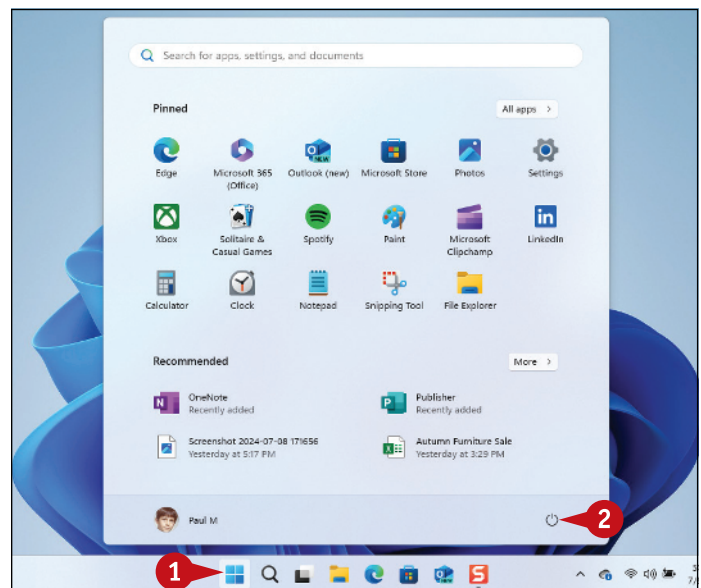 Search for apps, settings, and documents
Pinned
All apps >
Edge
Microsoft 365
(Office)
Outlook (new)
Microsoft Store
Photos
Settings
Xbox
Solitaire &
Casual Games
Spotify
Paint
Microsoft
Clipchamp
LinkedIn
Calculator
Clock
Notepad
Snipping Tool
File Explorer
Recommended
More >
OneNote
Recently added
Publisher
Recently added
Screenshot 2024-07-08 171656
Yesterday at 5:17 PM
Autumn Furniture Sale
Yesterday at 3:29 PM
Paul M
2
1
3
7/